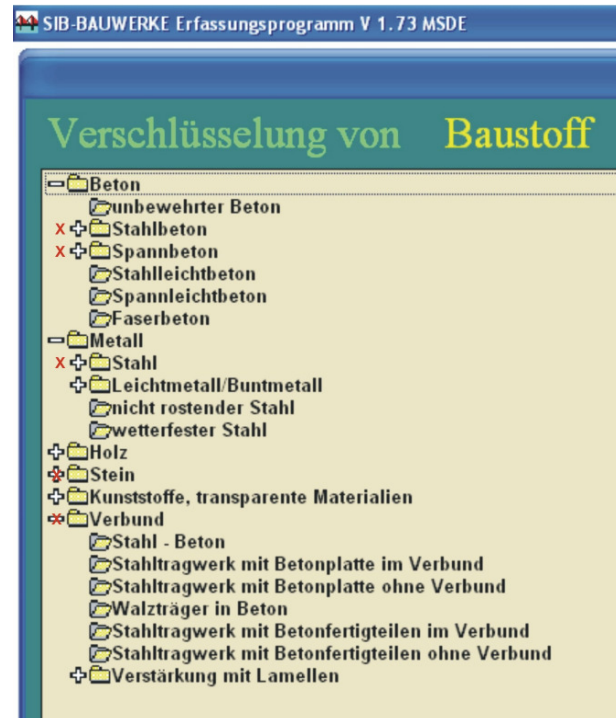 SIB-BAUWERKE Erfassungsprogramm V 1.73 MSDE
Verschlüsselung von Baustoff
Beton
unbewehrter Beton
x Stahlbeton
x Spannbeton
Stahlleichtbeton
Spannleichtbeton
Faserbeton
Metall
x Stahl
Leichtmetall/Buntmetall
nicht rostender Stahl
wetterfester Stahl
Holz
x Stein
Kunststoffe, transparente Materialien
x Verbund
Stahl - Beton
Stahltragwerk mit Betonplatte im Verbund
Stahltragwerk mit Betonplatte ohne Verbund
Walzträger in Beton
Stahltragwerk mit Betonfertigteilen im Verbund
Stahltragwerk mit Betonfertigteilen ohne Verbund
Verstärkung mit Lamellen